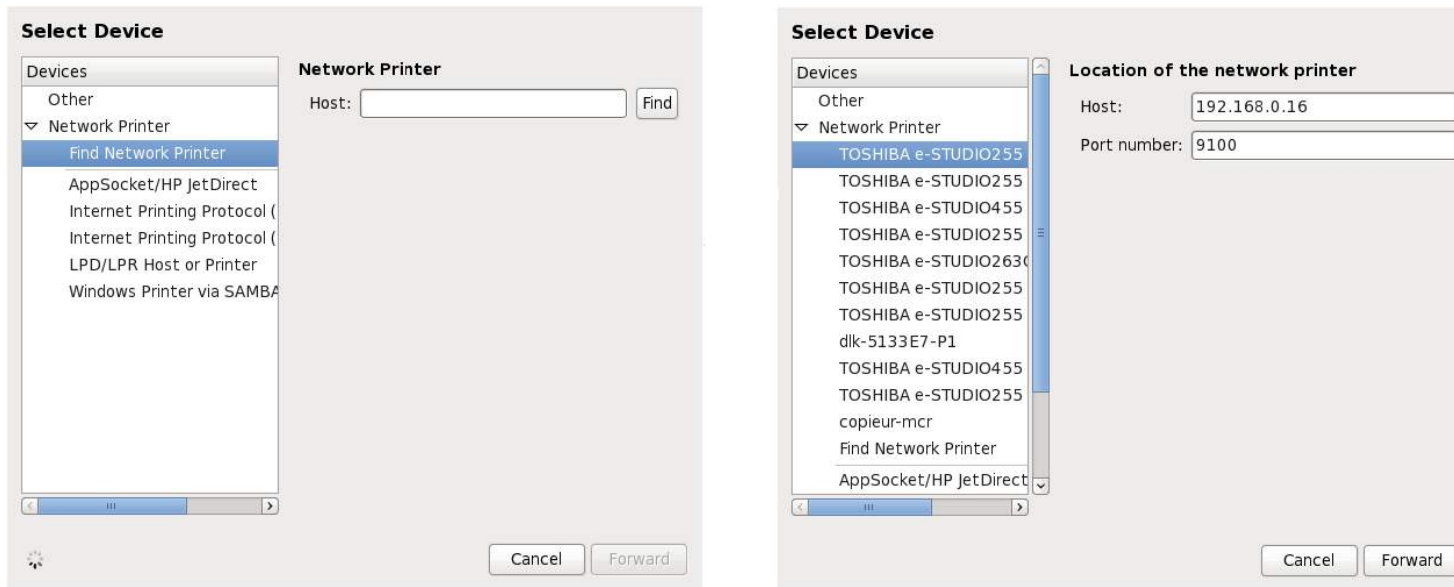 Select Device
Devices
Other
Network Printer
Find Network Printer
AppSocket/HP JetDirect
Internet Printing Protocol (
Internet Printing Protocol (
LPD/LPR Host or Printer
Windows Printer via SAMBA
Network Printer
Host:
Find
Cancel
Forward
Select Device
Devices
Other
Network Printer
TOSHIBA e-STUDIO255
TOSHIBA e-STUDIO255
TOSHIBA e-STUDIO455
TOSHIBA e-STUDIO255
TOSHIBA e-STUDIO263
TOSHIBA e-STUDIO255
TOSHIBA e-STUDIO255
dlk-5133E7-P1
TOSHIBA e-STUDIO455
TOSHIBA e-STUDIO255
copieur-mcr
Find Network Printer
AppSocket/HP JetDirect
Location of the network printer
Host: 192.168.0.16
Port number: 9100
Cancel
Forward